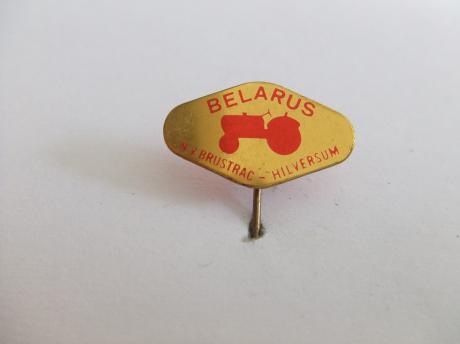 BELARUS
N.V. BRUSTRAC - HILVERSUM